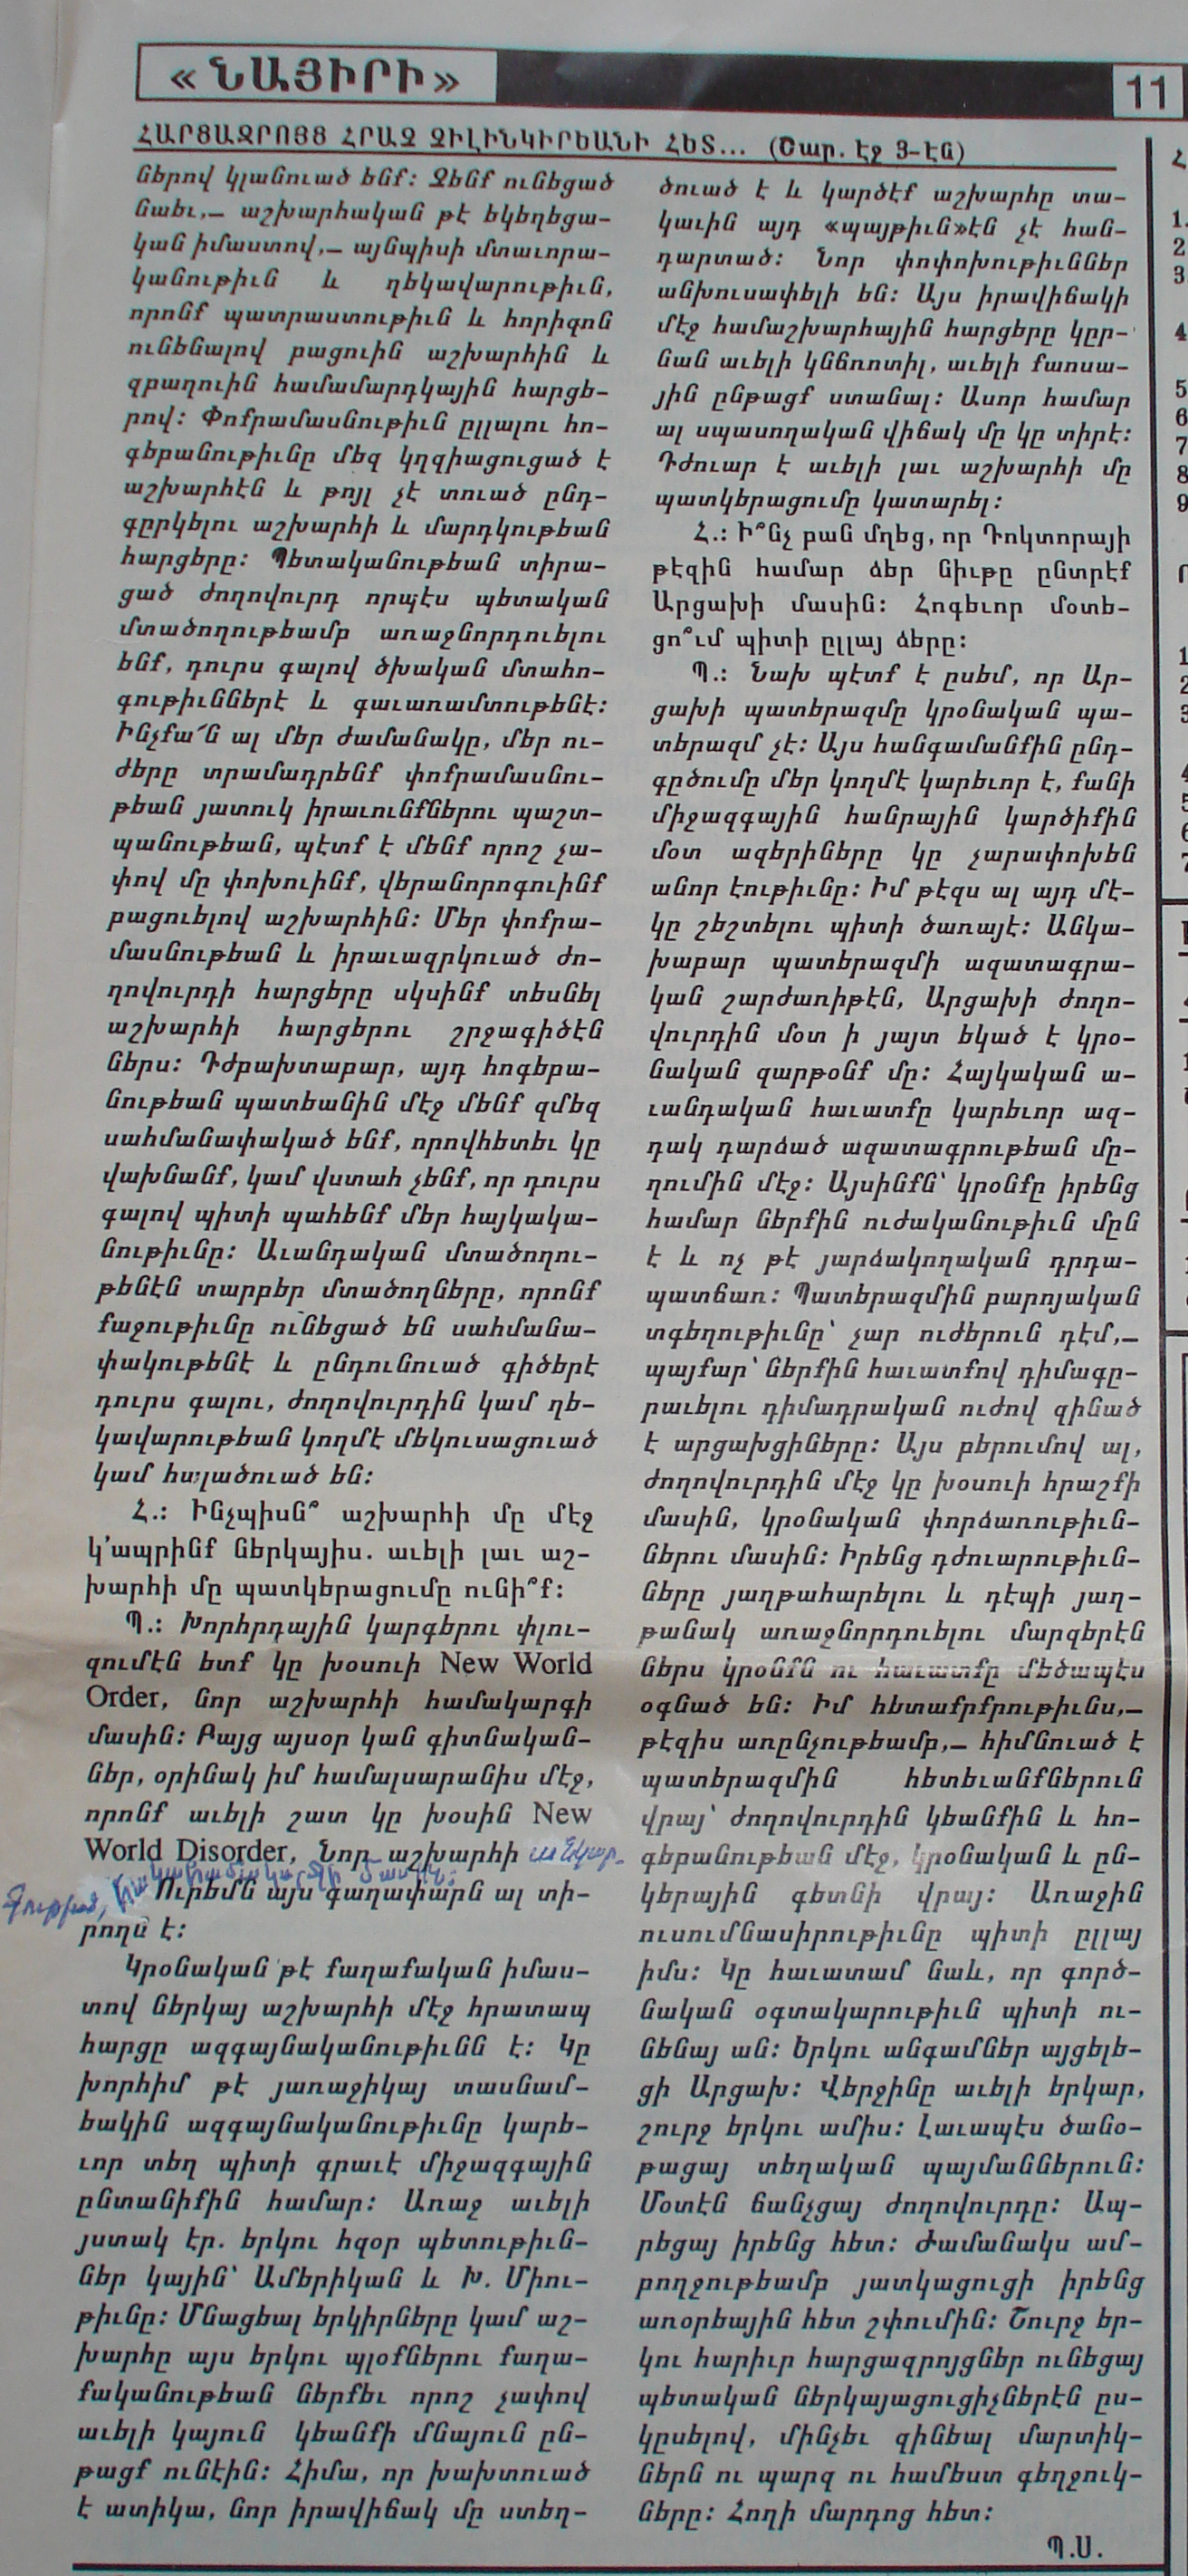 « ՆԱՅԻՐԻ»
11
ՀԱՐՑԱԶՐՈՅՑ ՀՐԱՉ ՉԻԼԻՆԿԻՐԵԱՆԻ ՀԵՏ... (Շար. էջ 3-էն)
ներով կլանուած ենք: Չենք ունեցած
նաեւ,— աշխարհական թէ եկեղեցա-
կան իմաստով,— այնպիսի մտաւորա-
կանութիւն և ղեկավարութիւն,
որոնք պատրաստութիւն և հորիզոն
ունենալով բացուին աշխարհին և
զբաղուին համամարդկային հարցե-
րով: Փոքրամասնութիւն ըլլալու հո-
գեբանութիւնը մեզ կղզիացուցած է
աշխարհէն և թոյլ չէ տուած ընդ-
գըրկելու աշխարհի և մարդկութեան
հարցերը: Պետականութեան տիրա-
ցած ժողովուրդ որպէս պետական
մտածողութեամբ առաջնորդուելու
ենք, դուրս գալով ծխական մտահո-
գութիւններէ և գաւառամտութենէ:
Ինչքա՜ն ալ մեր ժամանակը, մեր ու-
ժերը տրամադրենք փոքրամասնու-
թեան յատուկ իրաւունքներու պաշտ-
պանութեան, պէտք է մենք որոշ չա-
փով մը փոխուինք, վերանորոգուինք
բացուելով աշխարհին: Մեր փոքրա-
մասնութեան և իրաւազրկուած ժո-
ղովուրդի հարցերը սկսինք տեսնել
աշխարհի հարցերու շրջագիծէն
ներս: Դժբախտաբար, այդ հոգեբա-
նութեան պատեանին մէջ մենք զմեզ
սահմանափակած ենք, որովհետեւ կը
վախնանք, կամ վստահ չենք, որ դուրս
գալով պիտի պահենք մեր հայկակա-
նութիւնը: Աւանդական մտածողու-
թենէն տարբեր մտածողները, որոնք
քաջութիւնը ունեցած են սահմանա-
փակութենէ և ընդունուած գիծերէ
դուրս գալու, ժողովուրդին կամ ղե-
կավարութեան կողմէ մեկուսացուած
կամ հալածուած են:
Հ.: Ինչպիսն՞ աշխարհի մը մէջ
կ'ապրինք ներկայիս. աւելի լաւ աշ-
խարհի մը պատկերացումը ունի՞ք:
Պ.: Խորհրդային կարգերու փլու-
զումէն ետք կը խօսուի New World
Order, նոր աշխարհի համակարգի
մասին: Բայց այսօր կան գիտնական-
ներ, օրինակ իմ համալսարանիս մէջ,
որոնք աւելի շատ կը խօսին New
World Disorder, Նոր աշխարհի
Ուրեմն այս գաղափարն ալ տի-
րողն է:
Կրօնական թէ քաղաքական իմաս-
տով ներկայ աշխարհի մէջ հրատապ
հարցը ազգայնականութիւնն է: Կը
խորհիմ թէ յառաջիկայ տասնամ-
եակին ազգայնականութիւնը կարե-
ւոր տեղ պիտի գրաւէ միջազգային
ընտանիքին համար: Առաջ աւելի
յստակ էր. երկու հզօր պետութիւն-
ներ կային՝ Ամերիկան և Խ. Միու-
թիւնը: Մնացեալ երկիրները կամ աշ-
խարհը այս երկու պլօքներու քաղա-
քականութեան ներքեւ որոշ չափով
աւելի կայուն կեանքի մնայուն ըն-
թացք ունէին: Հիմա, որ խախտուած
է ատիկա, նոր իրավիճակ մը ստեղ-
ծուած է և կարծէք աշխարհը տա-
կաւին այդ «պայթիւն»էն չէ հան-
դարտած: Նոր փոփոխութիւններ
անխուսափելի են: Այս իրավիճակի
մէջ համաշխարհային հարցերը կըր-
նան աւելի կնճռոտիլ, աւելի քաոսա-
յին ընթացք ստանալ: Ասոր համար
ալ սպասողական վիճակ մը կը տիրէ:
Դժուար է աւելի լաւ աշխարհի մը
պատկերացումը կատարել:
Հ.: Ի՞նչ բան մղեց, որ Դոկտորայի
թէզին համար ձեր նիւթը ընտրէք
Արցախի մասին: Հոգեւոր մօտե-
ցո՞ւմ պիտի ըլլայ ձերը:
Պ.: Նախ պէտք է ըսեմ, որ Ար-
ցախի պատերազմը կրօնական պա-
տերազմ չէ: Այս հանգամանքին ընդ-
գըծումը մեր կողմէ կարեւոր է, քանի
միջազգային հանրային կարծիքին
մօտ ազերիները կը չարափոխեն
անոր էութիւնը: Իմ թէզս ալ այդ մէ-
կը շեշտելու պիտի ծառայէ: Անկա-
խաբար պատերազմի ազատագրա-
կան շարժառիթէն, Արցախի ժողո-
վուրդին մօտ ի յայտ եկած է կրօ-
նական զարթօնք մը: Հայկական ա-
ւանդական հաւատքը կարեւոր ազ-
դակ դարձած ազատագրութեան մը-
ղումին մէջ: Այսինքն՝ կրօնքը իրենց
համար ներքին ուժականութիւն մըն
է և ոչ թէ յարձակողական դրդա-
պատճառ: Պատերազմին բարոյական
տգեղութիւնը՝ չար ուժերուն դէմ,—
պայքար՝ ներքին հաւատքով դիմագը-
րաւելու դիմադրական ուժով զինած
է արցախցիները: Այս բերումով ալ,
ժողովուրդին մէջ կը խօսուի հրաշքի
մասին, կրօնական փորձառութիւն-
ներու մասին: Իրենց դժուարութիւն-
ները յաղթահարելու և դէպի յաղ-
թանակ առաջնորդուելու մարզերէն
ներս կրօնքն ու հաւատքը մեծապէս
օգնած են: Իմ հետաքրքրութիւնս,—
թէզիս առընչութեամբ,— հիմնուած է
պատերազմին հետեւանքներուն
վրայ՝ ժողովուրդին կեանքին և հո-
գեբանութեան մէջ, կրօնական և ըն-
կերային գետնի վրայ: Առաջին
ուսումնասիրութիւնը պիտի ըլլայ
իմս: Կը հաւատամ նաև, որ գործ-
նական օգտակարութիւն պիտի ու-
նենայ ան: Երկու անգամներ այցելե-
ցի Արցախ: Վերջինը աւելի երկար,
շուրջ երկու ամիս: Լաւապէս ծանօ-
թացայ տեղական պայմաններուն:
Մօտէն ճանչցայ ժողովուրդը: Ապ-
րեցայ իրենց հետ: Ժամանակս ամ-
բողջութեամբ յատկացուցի իրենց
առօրեային հետ շփումին: Շուրջ եր-
կու հարիւր հարցազրոյցներ ունեցայ
պետական ներկայացուցիչներէն ըս-
կըսելով, մինչեւ զինեալ մարտիկ-
ներն ու պարզ ու համեստ գեղջուկ-
ները: Հողի մարդոց հետ:
Պ.Ս.